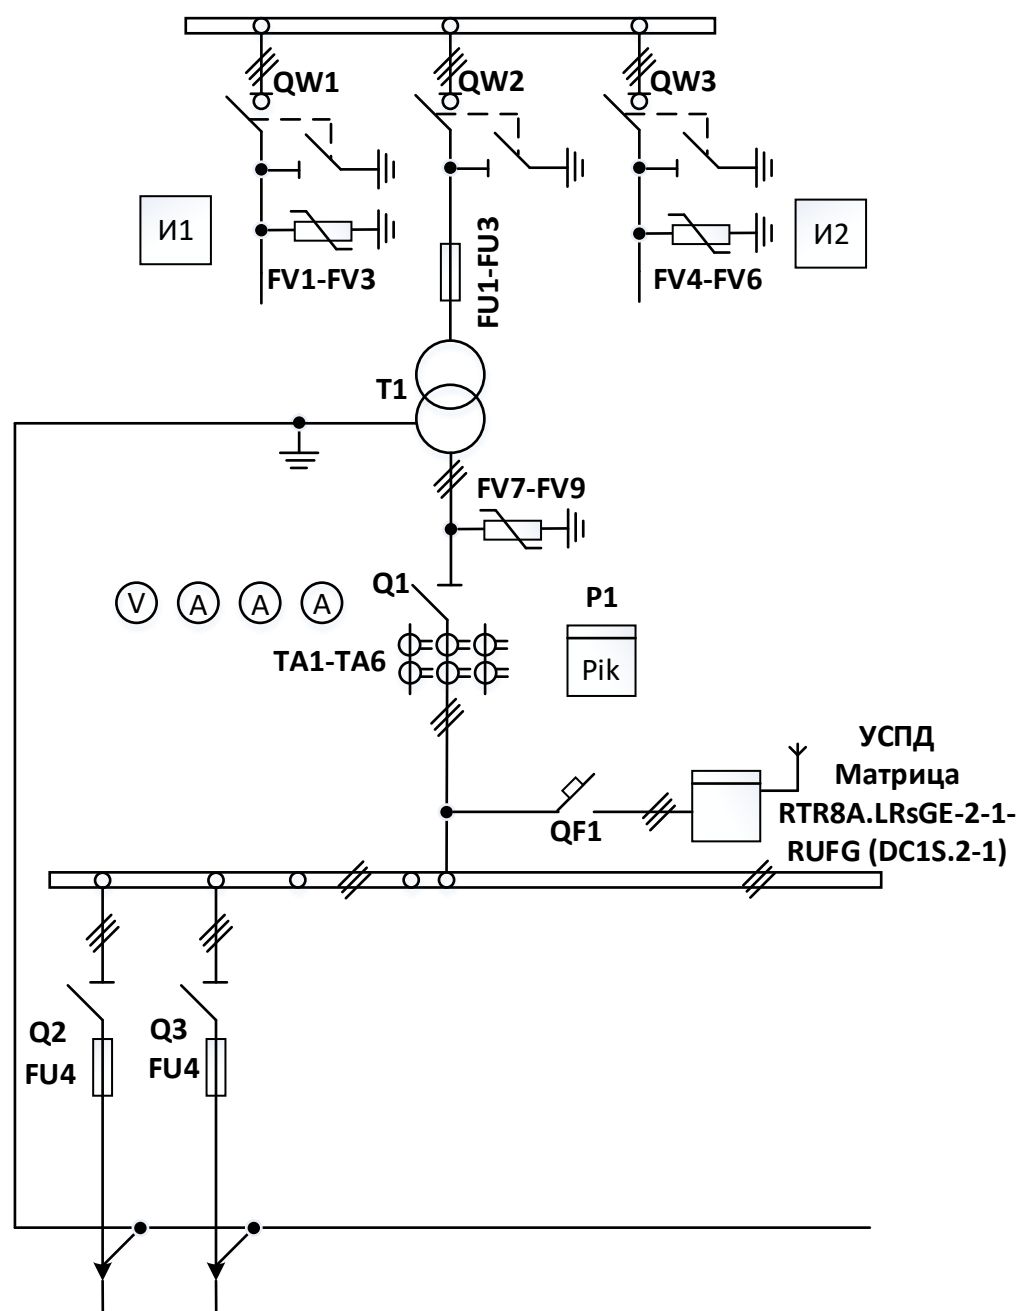 QW1
QW2
QW3
И1
И2
FV1-FV3
FU1-FU3
FV4-FV6
T1
FV7-FV9
Q1
V
A
A
A
P1
TA1-TA6
Pik
УСПД
Матрица
RTR8A.LRsGE-2-1-
RUFG (DC1S.2-1)
QF1
Q2
FU4
Q3
FU4